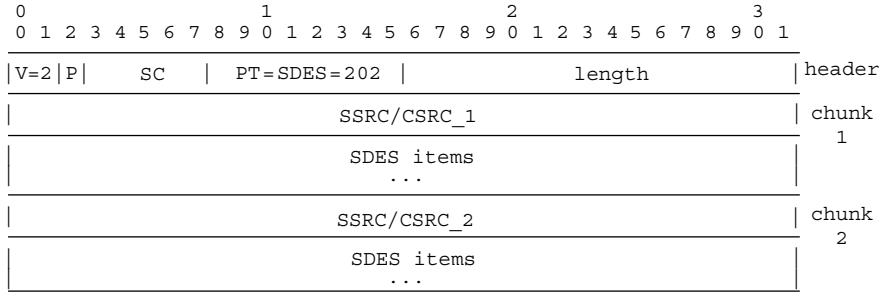 0                   1                   2                   3
0 1 2 3 4 5 6 7 8 9 0 1 2 3 4 5 6 7 8 9 0 1 2 3 4 5 6 7 8 9 0 1
|V=2|P|    SC   |  PT=SDES=202  |             length            | header
|                          SSRC/CSRC_1                          | chunk
1
|                           SDES items                          |
|                              ...                              |
|                          SSRC/CSRC_2                          | chunk
2
|                           SDES items                          |
|                              ...                              |